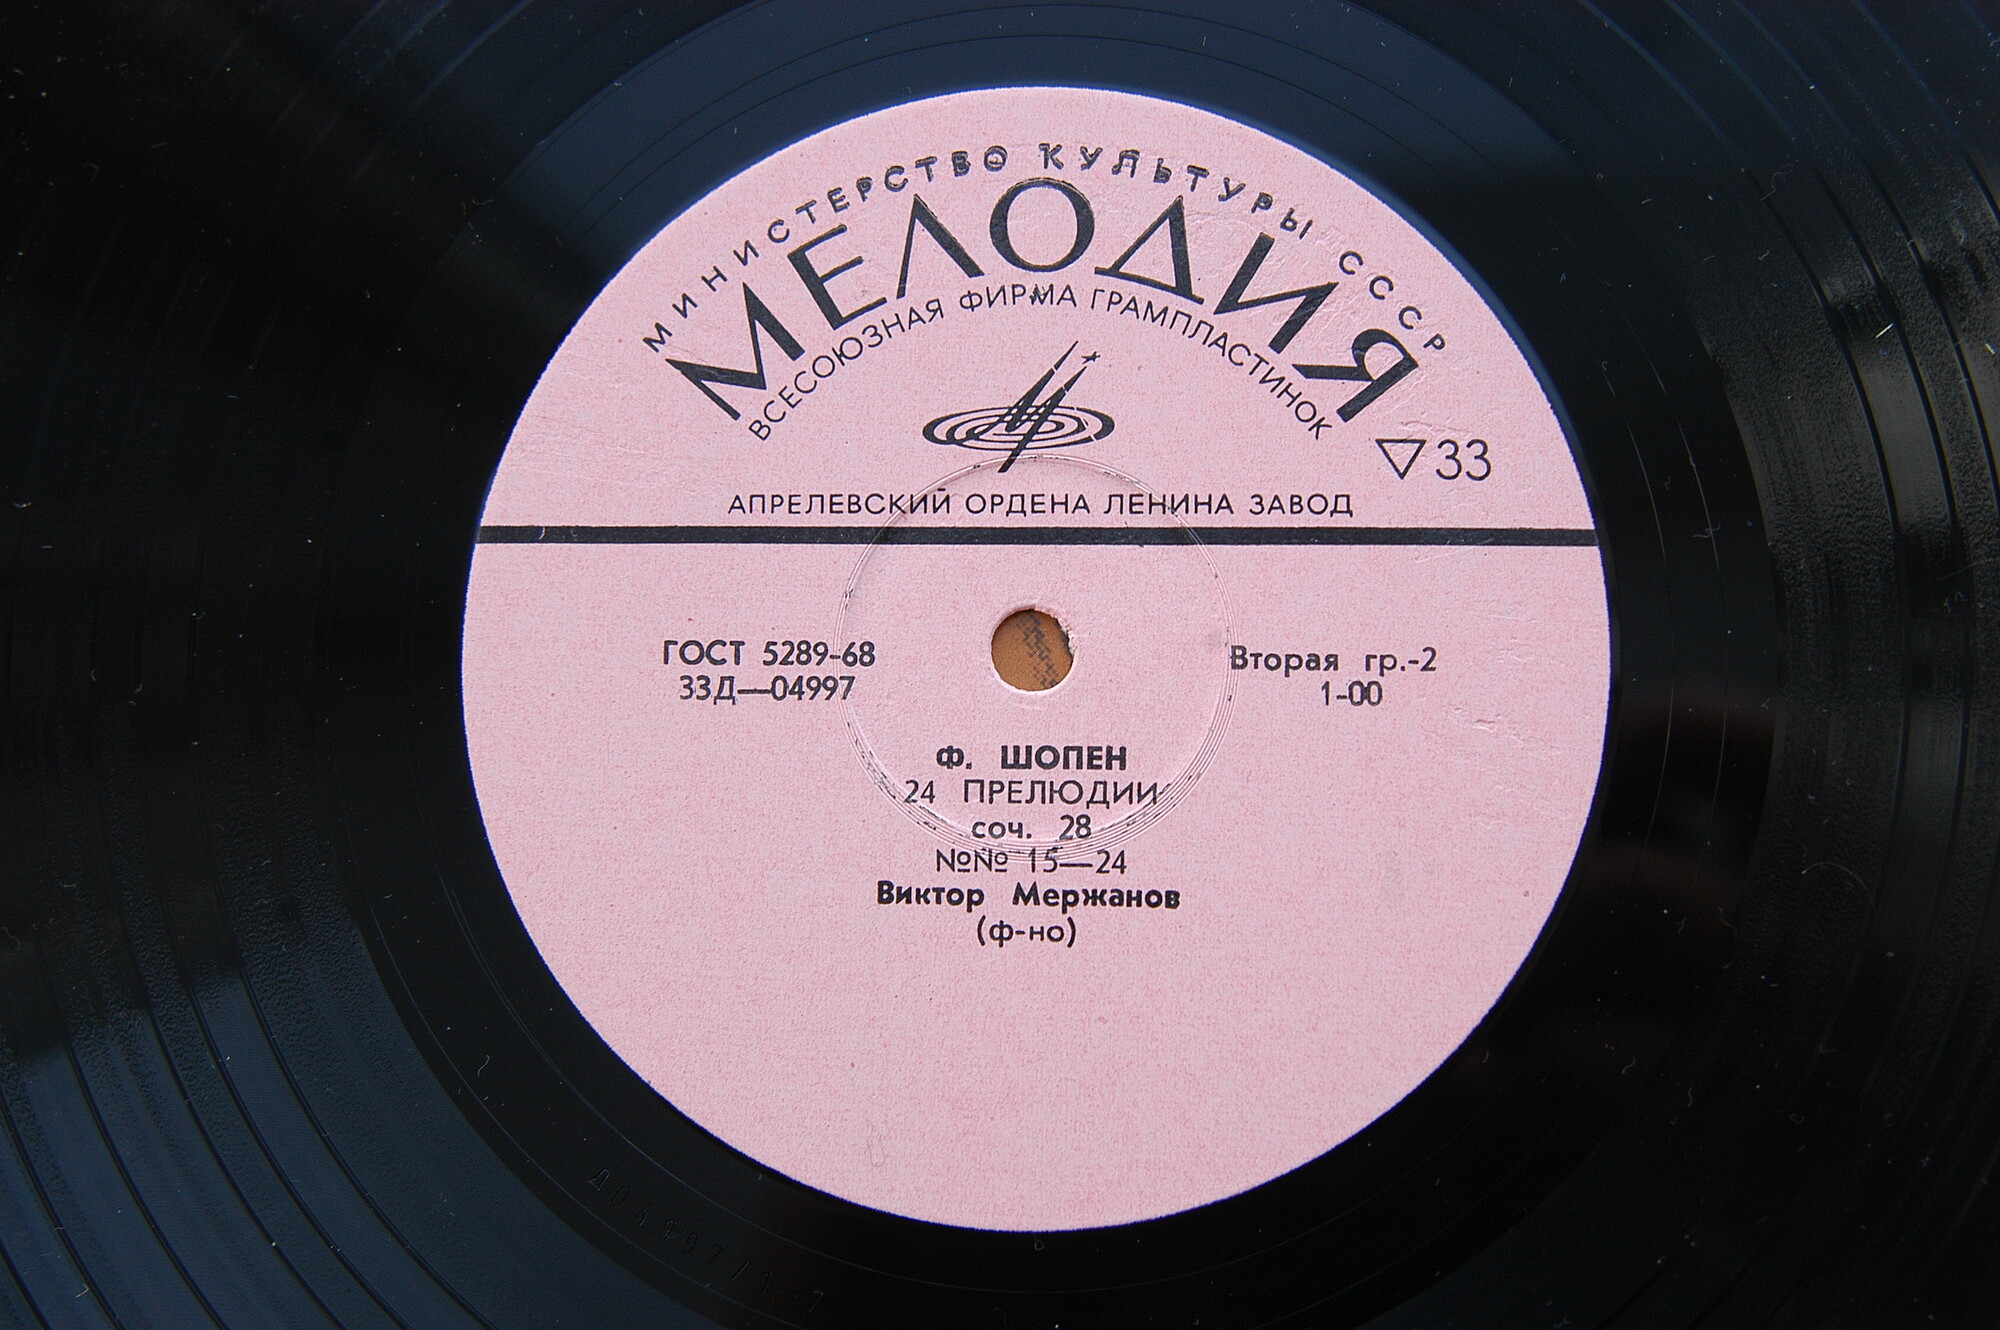 МИНИСТЕРСТВО КУЛЬТУРЫ СССР
МЕЛОДИЯ
ВСЕСОЮЗНАЯ ФИРМА ГРАМПЛАСТИНОК
▽33
АПРЕЛЕВСКИЙ ОРДЕНА ЛЕНИНА ЗАВОД
ГОСТ 5289-68
33Д—04997
Вторая гр.-2
1-00
Ф. ШОПЕН
24 ПРЕЛЮДИИ
соч. 28
№№ 15—24
Виктор Мержанов
(ф-но)